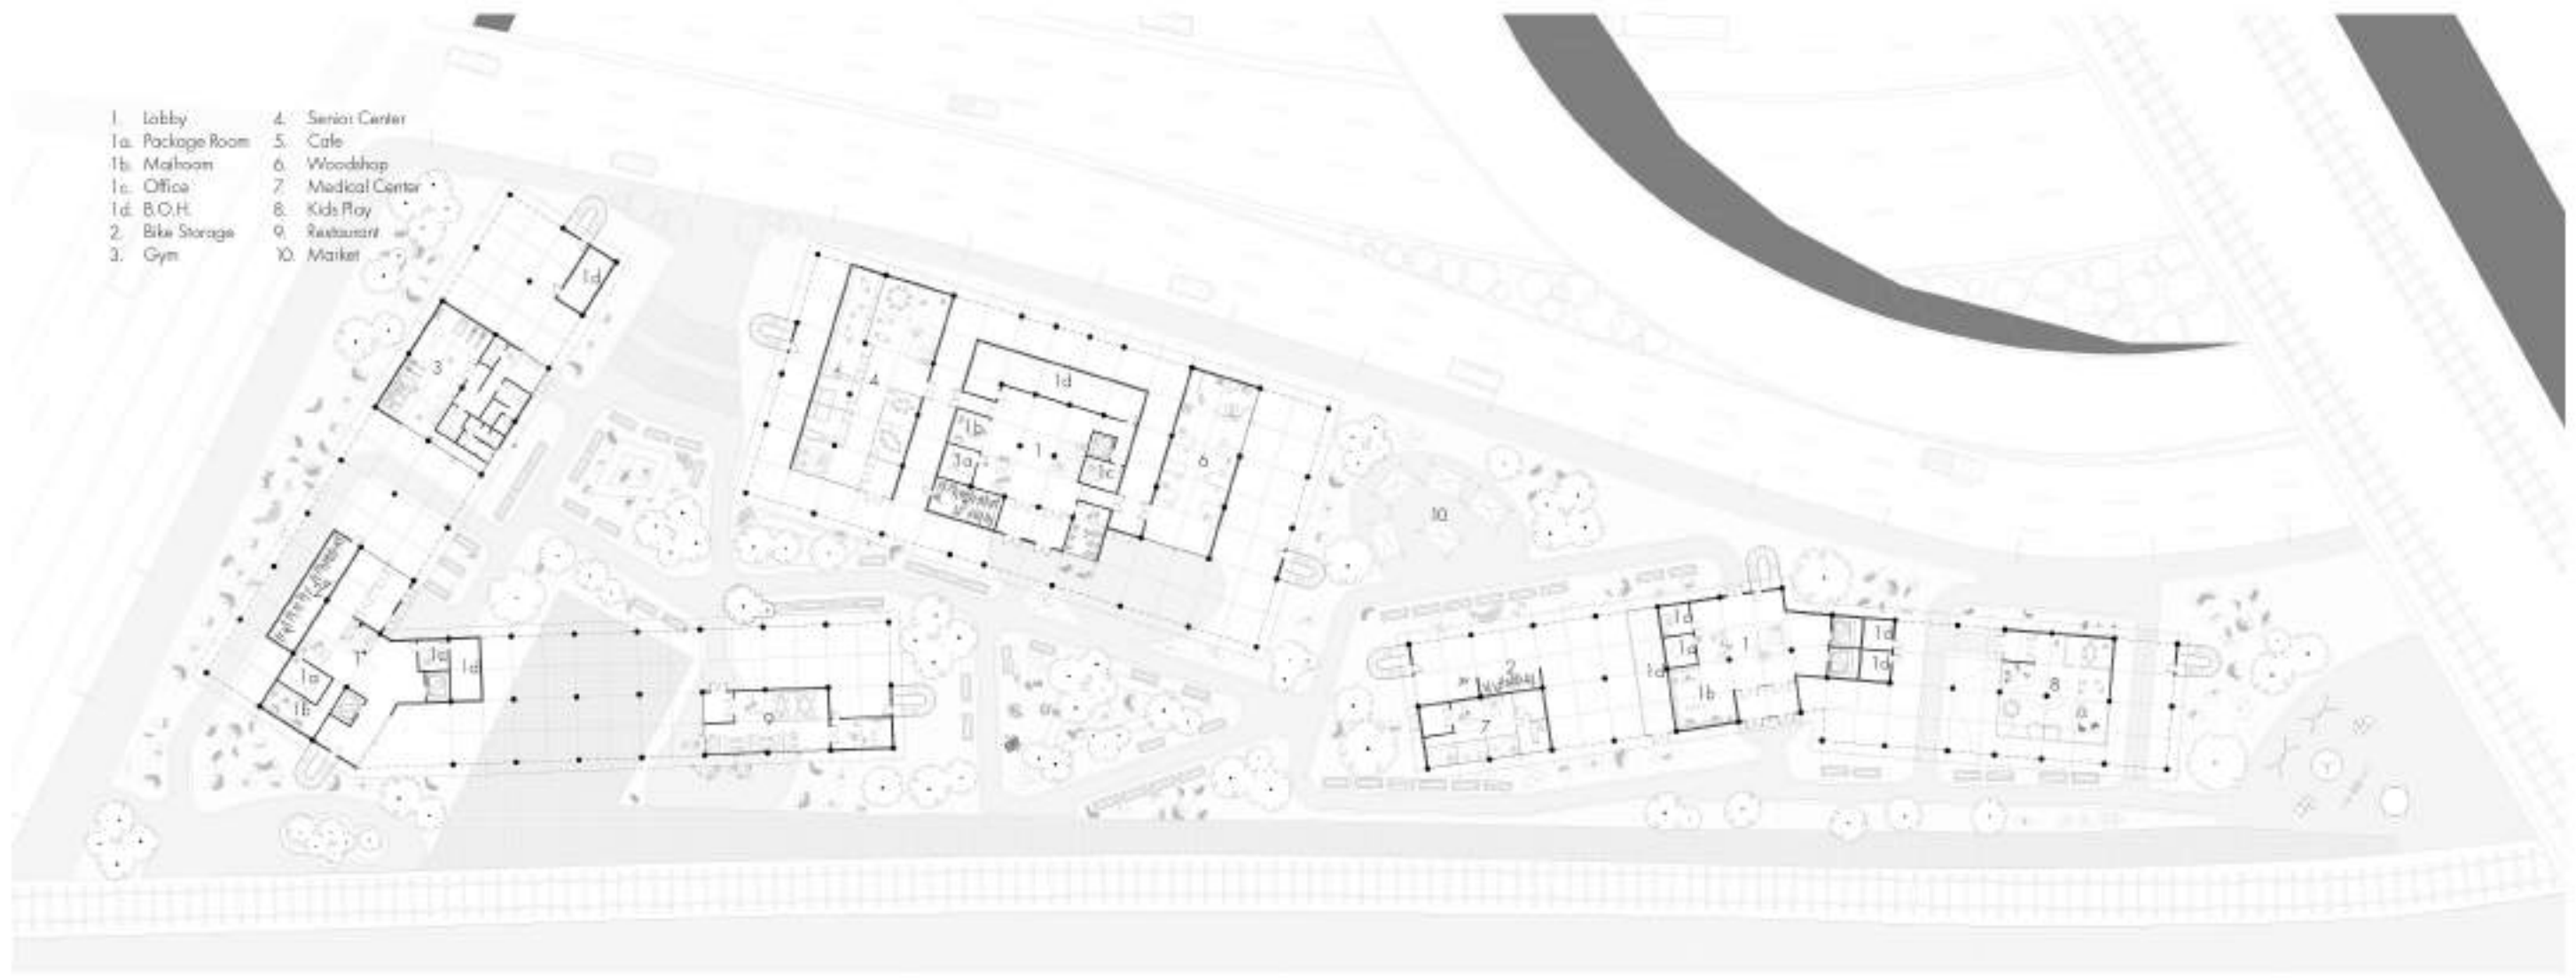 1. Lobby
1a. Package Room
1b. Mailroom
1c. Office
1d. B.O.H.
2. Bike Storage
3. Gym
4. Senior Center
5. Cafe
6. Woodshop
7. Medical Center
8. Kids Play
9. Restaurant
10. Market
1d
3
4
1d
1b
1
1c
6
10
1
1a
1b
1a
1d
9
2
7
1d
1a
1d
1b
1
1d
1d
8